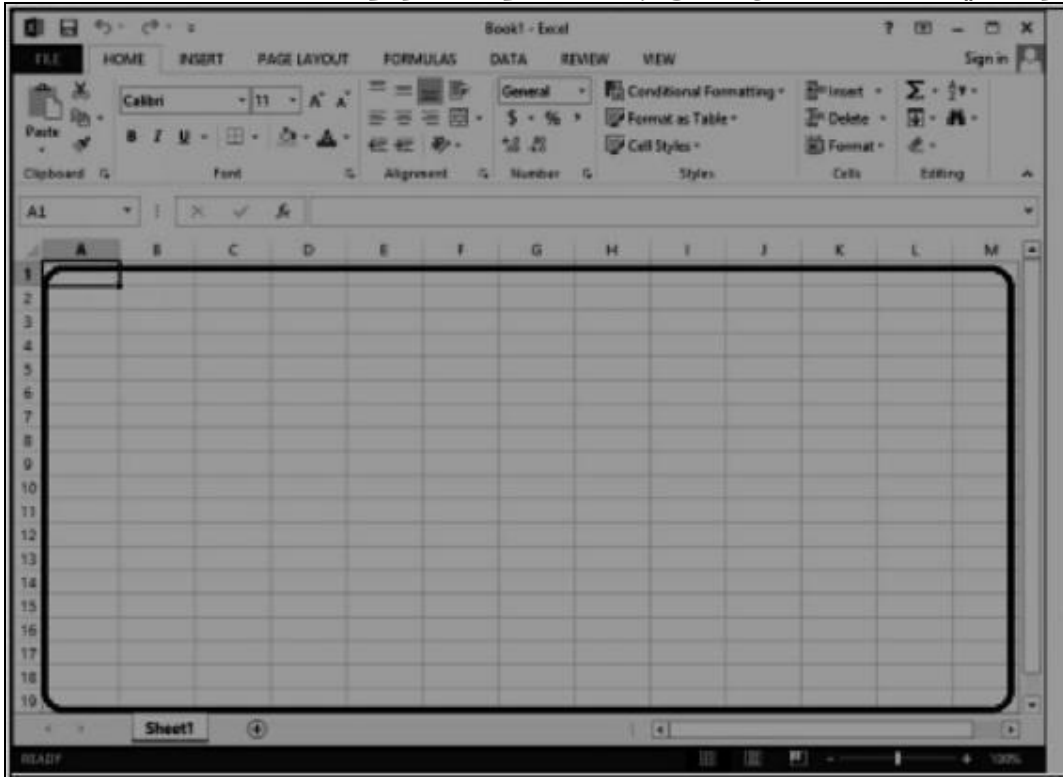 Book1 - Excel
FILE HOME INSERT PAGE LAYOUT FORMULAS DATA REVIEW VIEW Sign in
Calibri 11 General Conditional Formatting Insert
Paste B I U $ % Format as Table Delete
Cell Styles Format
Clipboard Font Alignment Number Styles Cells Editing
A1 fx
A B C D E F G H I J K L M
1
2
3
4
5
6
7
8
9
10
11
12
13
14
15
16
17
18
19
Sheet1
READY 100%